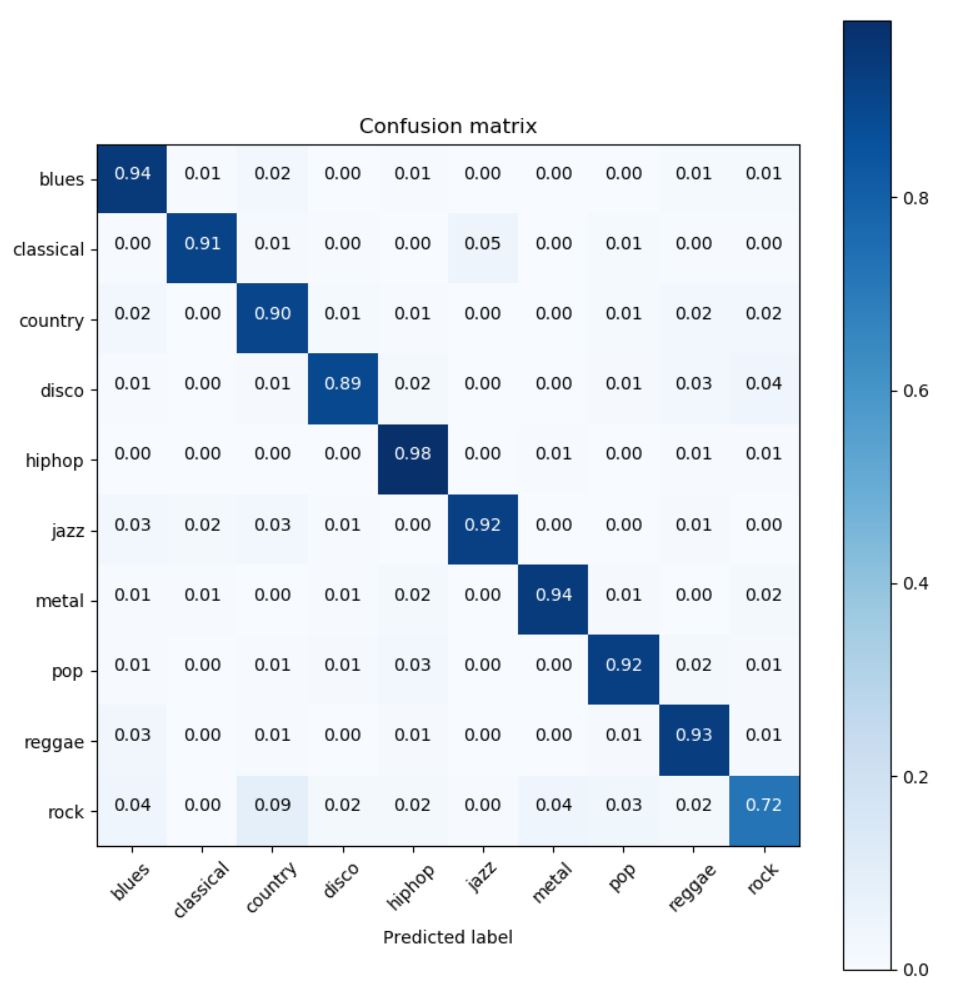 Confusion matrix
blues 0.94 0.01 0.02 0.00 0.01 0.00 0.00 0.00 0.01 0.01
classical 0.00 0.91 0.01 0.00 0.00 0.05 0.00 0.01 0.00 0.00
country 0.02 0.00 0.90 0.01 0.01 0.00 0.00 0.01 0.02 0.02
disco 0.01 0.00 0.01 0.89 0.02 0.00 0.00 0.01 0.03 0.04
hiphop 0.00 0.00 0.00 0.00 0.98 0.00 0.01 0.00 0.01 0.01
jazz 0.03 0.02 0.03 0.01 0.00 0.92 0.00 0.00 0.01 0.00
metal 0.01 0.01 0.00 0.01 0.02 0.00 0.94 0.01 0.00 0.02
pop 0.01 0.00 0.01 0.01 0.03 0.00 0.00 0.92 0.02 0.01
reggae 0.03 0.00 0.01 0.00 0.01 0.00 0.01 0.93 0.01
rock 0.04 0.00 0.09 0.02 0.02 0.00 0.04 0.03 0.02 0.72
blues classical country disco hiphop jazz metal pop reggae rock
Predicted label
0.8
0.6
0.4
0.2
0.0